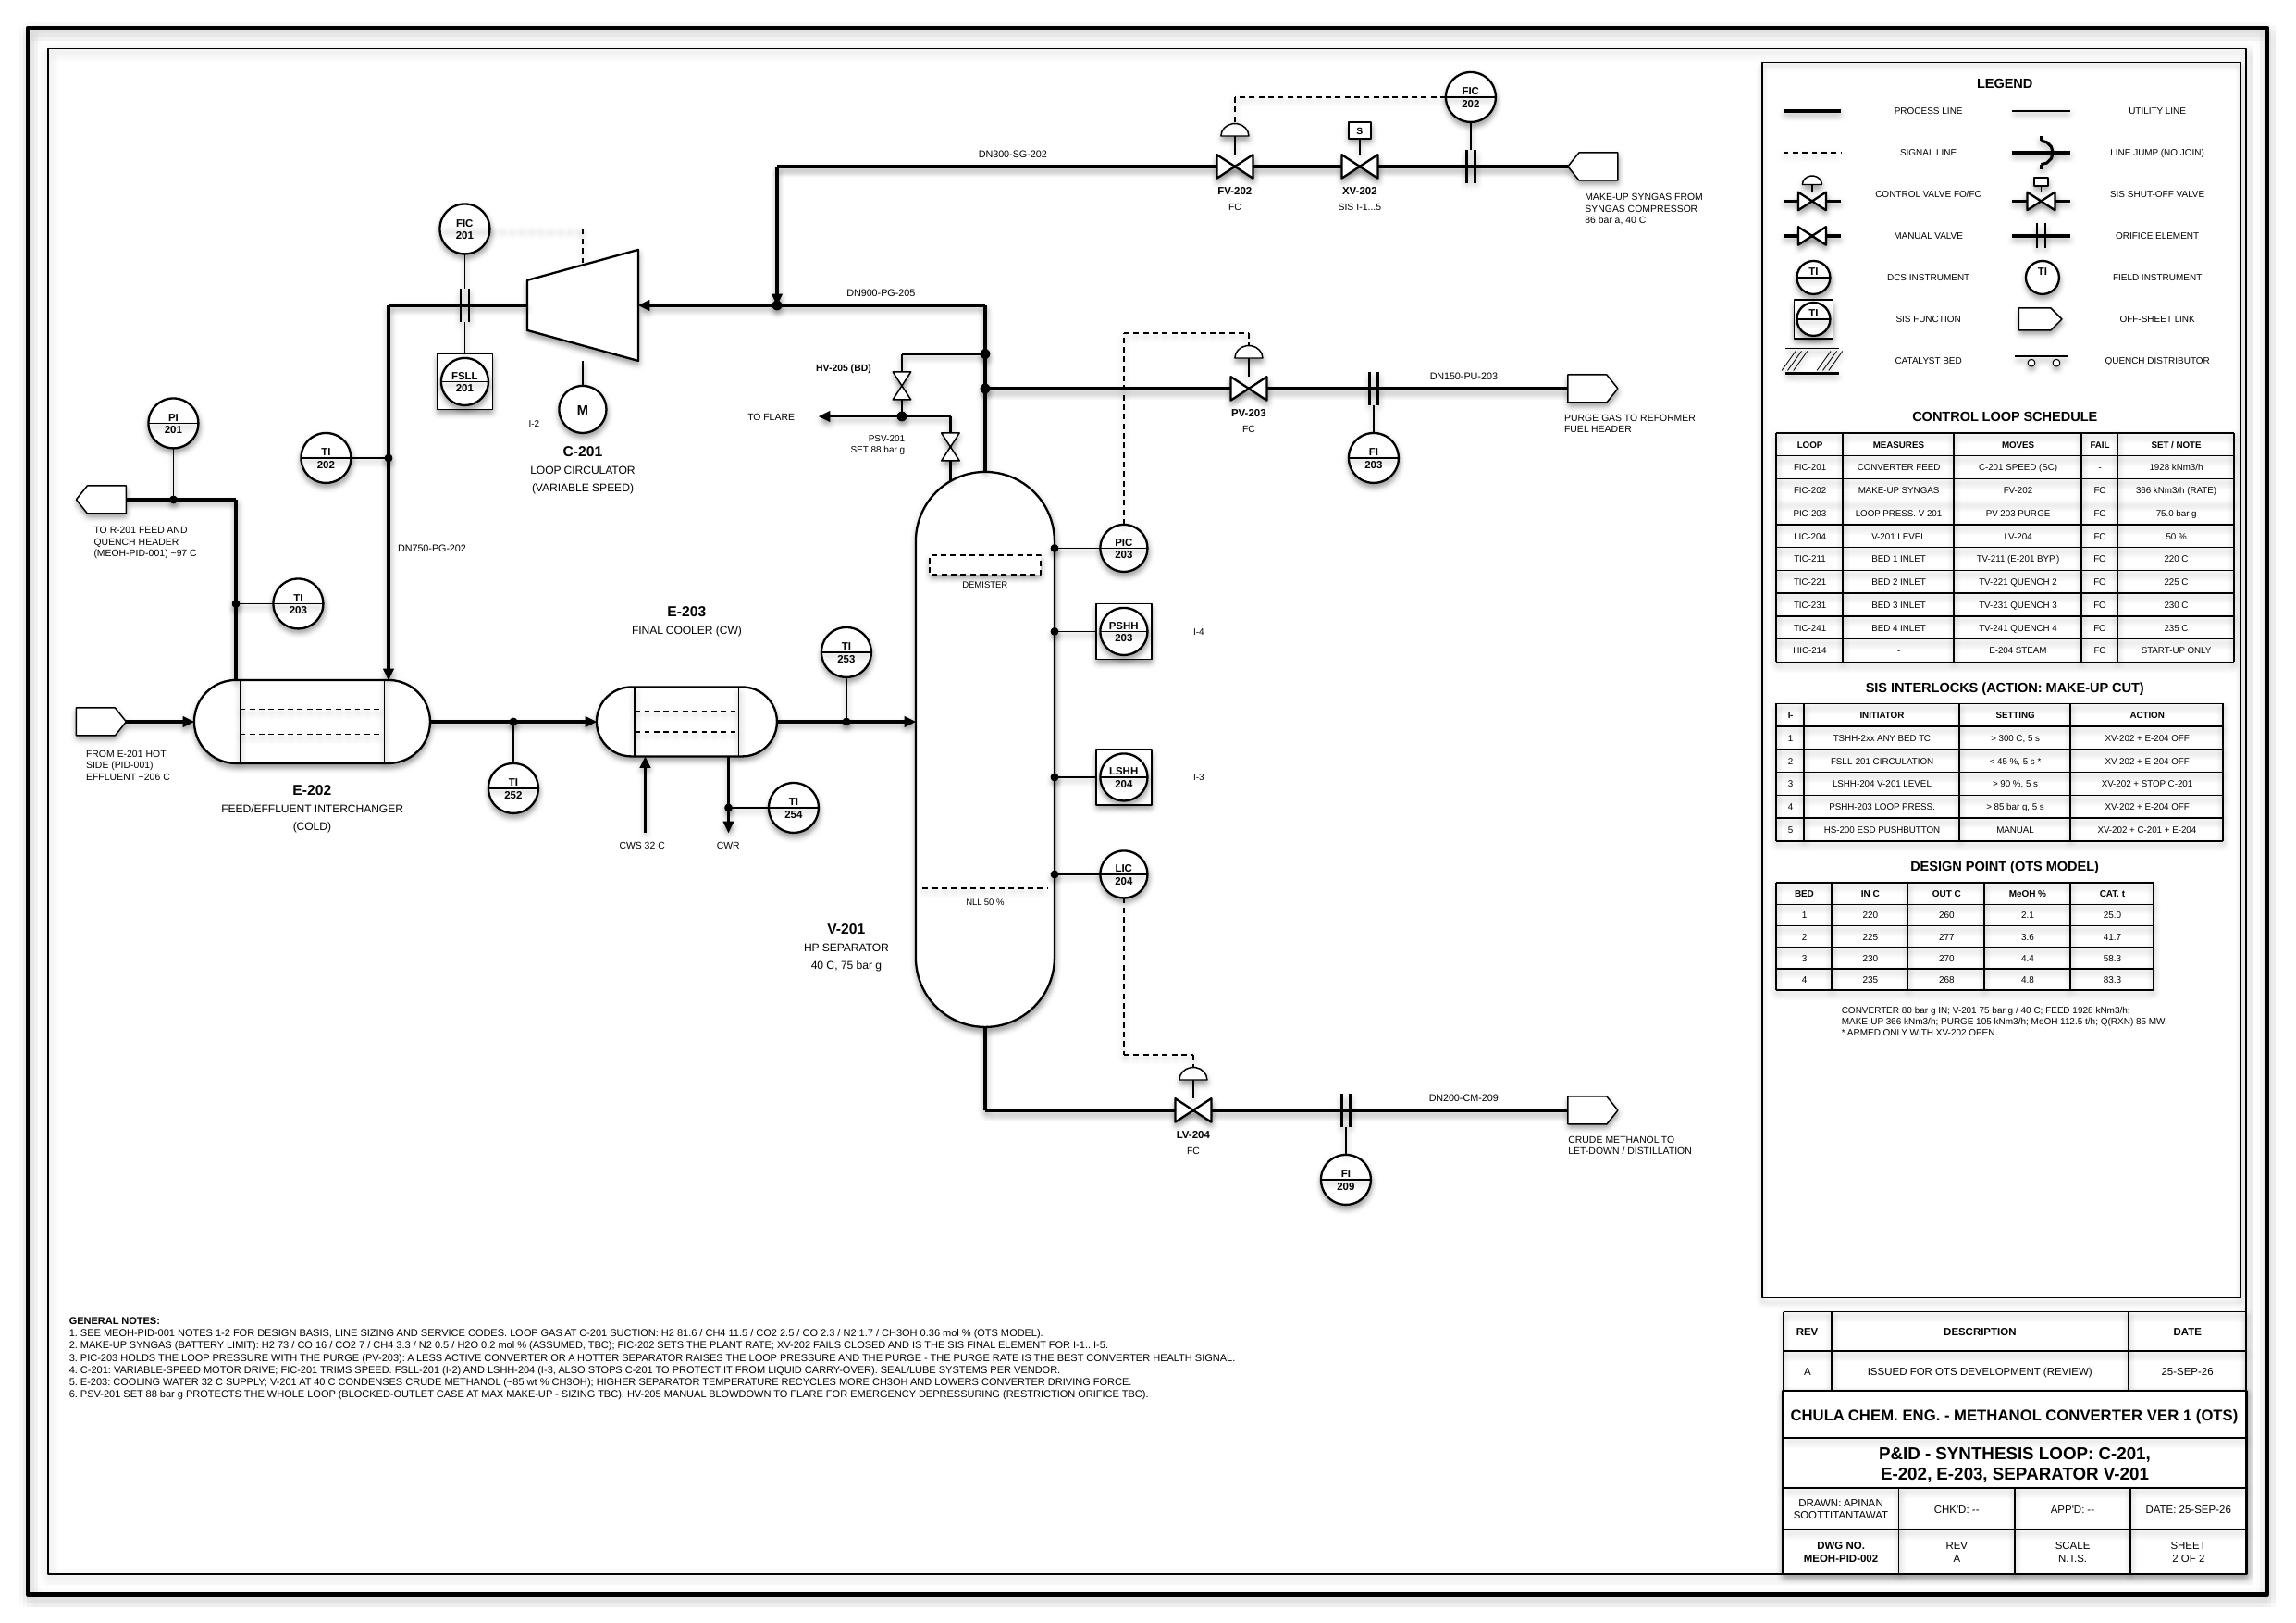 FIC
202
S
DN300-SG-202
FV-202
FC
XV-202
SIS I-1...5
MAKE-UP SYNGAS FROM
SYNGAS COMPRESSOR
86 bar a, 40 C
FIC
201
DN900-PG-205
FSLL
201
I-2
M
C-201
LOOP CIRCULATOR
(VARIABLE SPEED)
HV-205 (BD)
TO FLARE
PSV-201
SET 88 bar g
PV-203
FC
DN150-PU-203
PURGE GAS TO REFORMER
FUEL HEADER
FI
203
PI
201
TI
202
TO R-201 FEED AND
QUENCH HEADER
(MEOH-PID-001) ~97 C
DN750-PG-202
TI
203
PIC
203
DEMISTER
PSHH
203
I-4
E-203
FINAL COOLER (CW)
TI
253
FROM E-201 HOT
SIDE (PID-001)
EFFLUENT ~206 C
E-202
FEED/EFFLUENT INTERCHANGER
(COLD)
TI
252
TI
254
CWS 32 C
CWR
LSHH
204
I-3
LIC
204
NLL 50 %
V-201
HP SEPARATOR
40 C, 75 bar g
LV-204
FC
DN200-CM-209
CRUDE METHANOL TO
LET-DOWN / DISTILLATION
FI
209
LEGEND
PROCESS LINE
UTILITY LINE
SIGNAL LINE
LINE JUMP (NO JOIN)
CONTROL VALVE FO/FC
SIS SHUT-OFF VALVE
MANUAL VALVE
ORIFICE ELEMENT
TI
DCS INSTRUMENT
TI
FIELD INSTRUMENT
TI
SIS FUNCTION
OFF-SHEET LINK
CATALYST BED
QUENCH DISTRIBUTOR
CONTROL LOOP SCHEDULE
LOOP MEASURES MOVES FAIL SET / NOTE
FIC-201 CONVERTER FEED C-201 SPEED (SC) - 1928 kNm3/h
FIC-202 MAKE-UP SYNGAS FV-202 FC 366 kNm3/h (RATE)
PIC-203 LOOP PRESS. V-201 PV-203 PURGE FC 75.0 bar g
LIC-204 V-201 LEVEL LV-204 FC 50 %
TIC-211 BED 1 INLET TV-211 (E-201 BYP.) FO 220 C
TIC-221 BED 2 INLET TV-221 QUENCH 2 FO 225 C
TIC-231 BED 3 INLET TV-231 QUENCH 3 FO 230 C
TIC-241 BED 4 INLET TV-241 QUENCH 4 FO 235 C
HIC-214 - E-204 STEAM FC START-UP ONLY
SIS INTERLOCKS (ACTION: MAKE-UP CUT)
I- INITIATOR SETTING ACTION
1 TSHH-2xx ANY BED TC > 300 C, 5 s XV-202 + E-204 OFF
2 FSLL-201 CIRCULATION < 45 %, 5 s * XV-202 + E-204 OFF
3 LSHH-204 V-201 LEVEL > 90 %, 5 s XV-202 + STOP C-201
4 PSHH-203 LOOP PRESS. > 85 bar g, 5 s XV-202 + E-204 OFF
5 HS-200 ESD PUSHBUTTON MANUAL XV-202 + C-201 + E-204
DESIGN POINT (OTS MODEL)
BED IN C OUT C MeOH % CAT. t
1 220 260 2.1 25.0
2 225 277 3.6 41.7
3 230 270 4.4 58.3
4 235 268 4.8 83.3
CONVERTER 80 bar g IN; V-201 75 bar g / 40 C; FEED 1928 kNm3/h;
MAKE-UP 366 kNm3/h; PURGE 105 kNm3/h; MeOH 112.5 t/h; Q(RXN) 85 MW.
* ARMED ONLY WITH XV-202 OPEN.
GENERAL NOTES:
1. SEE MEOH-PID-001 NOTES 1-2 FOR DESIGN BASIS, LINE SIZING AND SERVICE CODES. LOOP GAS AT C-201 SUCTION: H2 81.6 / CH4 11.5 / CO2 2.5 / CO 2.3 / N2 1.7 / CH3OH 0.36 mol % (OTS MODEL).
2. MAKE-UP SYNGAS (BATTERY LIMIT): H2 73 / CO 16 / CO2 7 / CH4 3.3 / N2 0.5 / H2O 0.2 mol % (ASSUMED, TBC); FIC-202 SETS THE PLANT RATE; XV-202 FAILS CLOSED AND IS THE SIS FINAL ELEMENT FOR I-1...I-5.
3. PIC-203 HOLDS THE LOOP PRESSURE WITH THE PURGE (PV-203): A LESS ACTIVE CONVERTER OR A HOTTER SEPARATOR RAISES THE LOOP PRESSURE AND THE PURGE - THE PURGE RATE IS THE BEST CONVERTER HEALTH SIGNAL.
4. C-201: VARIABLE-SPEED MOTOR DRIVE; FIC-201 TRIMS SPEED. FSLL-201 (I-2) AND LSHH-204 (I-3, ALSO STOPS C-201 TO PROTECT IT FROM LIQUID CARRY-OVER). SEAL/LUBE SYSTEMS PER VENDOR.
5. E-203: COOLING WATER 32 C SUPPLY; V-201 AT 40 C CONDENSES CRUDE METHANOL (~85 wt % CH3OH); HIGHER SEPARATOR TEMPERATURE RECYCLES MORE CH3OH AND LOWERS CONVERTER DRIVING FORCE.
6. PSV-201 SET 88 bar g PROTECTS THE WHOLE LOOP (BLOCKED-OUTLET CASE AT MAX MAKE-UP - SIZING TBC). HV-205 MANUAL BLOWDOWN TO FLARE FOR EMERGENCY DEPRESSURING (RESTRICTION ORIFICE TBC).
REV DESCRIPTION DATE
A ISSUED FOR OTS DEVELOPMENT (REVIEW) 25-SEP-26
CHULA CHEM. ENG. - METHANOL CONVERTER VER 1 (OTS)
P&ID - SYNTHESIS LOOP: C-201,
E-202, E-203, SEPARATOR V-201
DRAWN: APINAN
SOOTTITANTAWAT
CHK'D: --
APP'D: --
DATE: 25-SEP-26
DWG NO.
MEOH-PID-002
REV
A
SCALE
N.T.S.
SHEET
2 OF 2